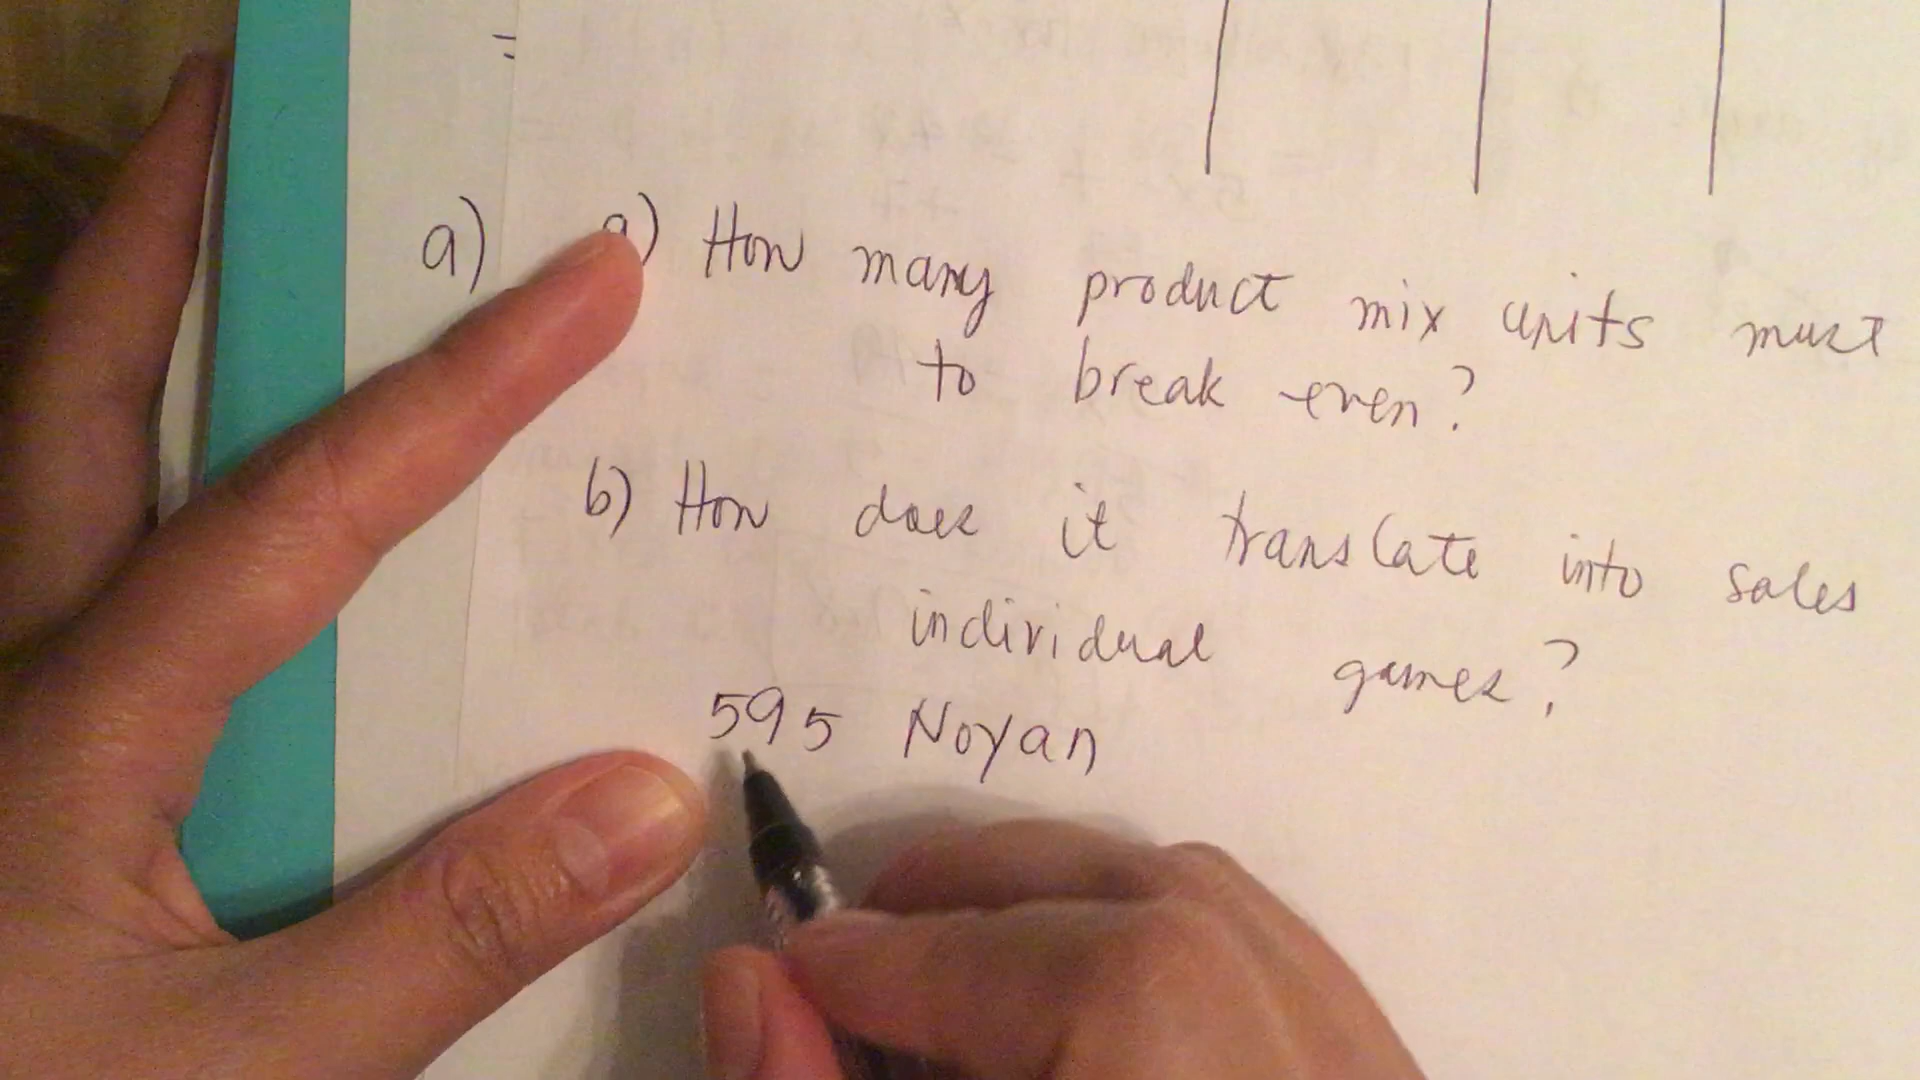 =
a) a) How many product mix units must
to break even?
b) How does it translate into sales
individual games?
595 Noyan